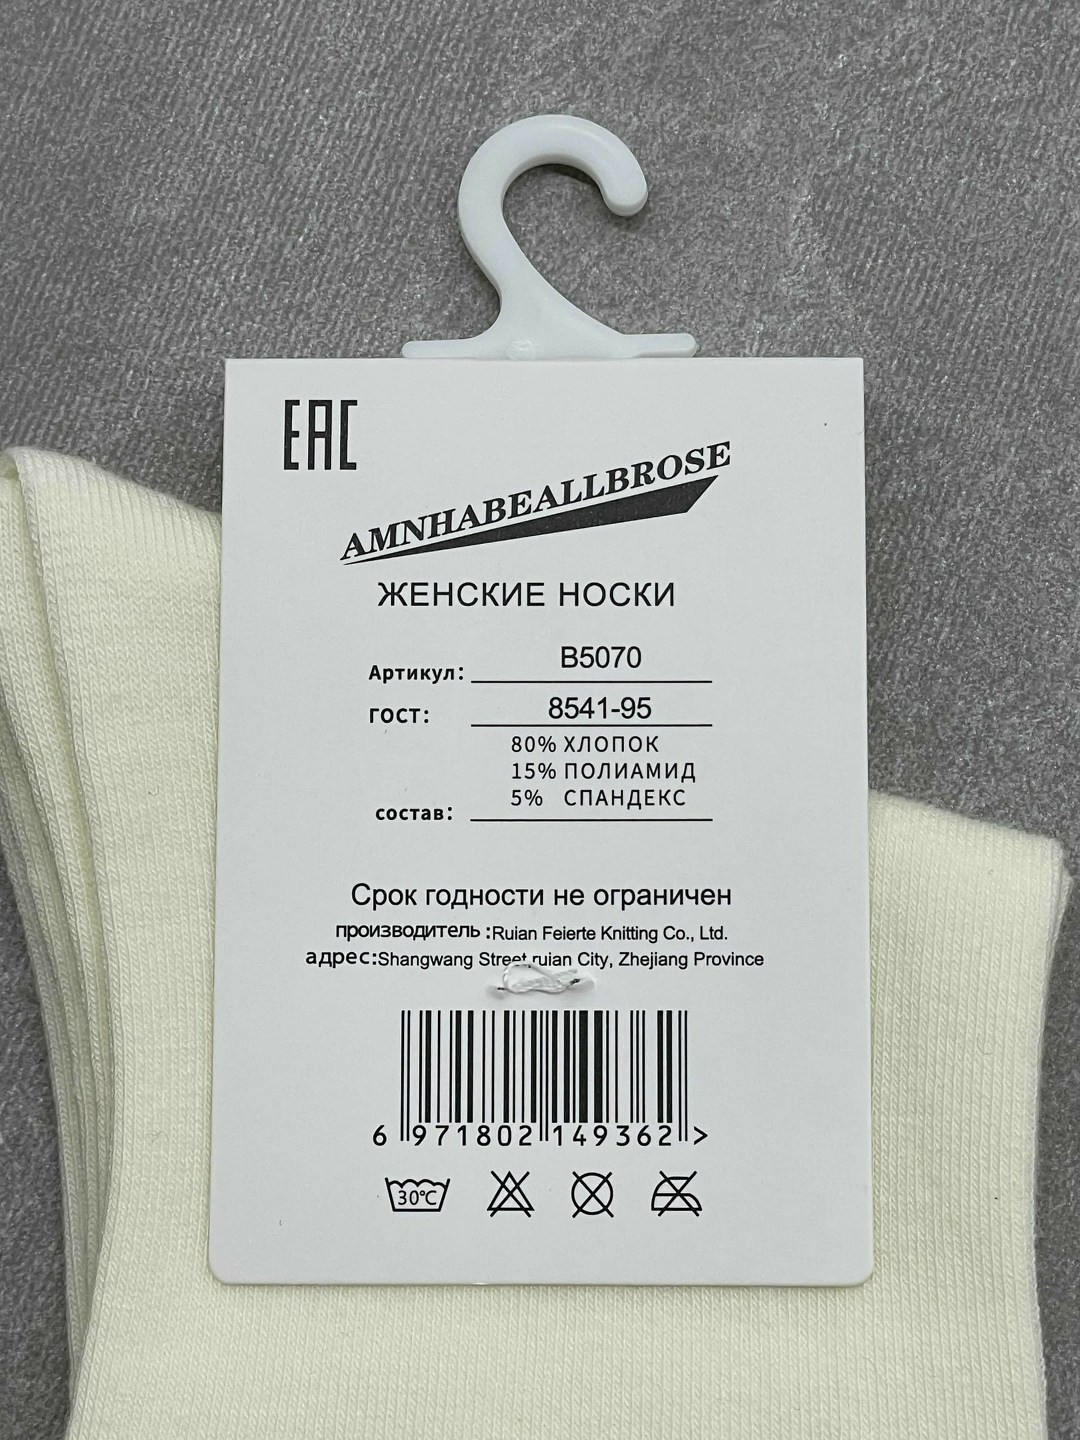 EAC
AMNHABEALLBROSE
ЖЕНСКИЕ НОСКИ
Артикул: B5070
ГОСТ: 8541-95
80% ХЛОПОК
15% ПОЛИАМИД
5% СПАНДЕКС
состав:
Срок годности не ограничен
производитель :Ruian Feierte Knitting Co., Ltd.
адрес:Shangwang Street ruian City, Zhejiang Province
6 971802 149362 >
30°C